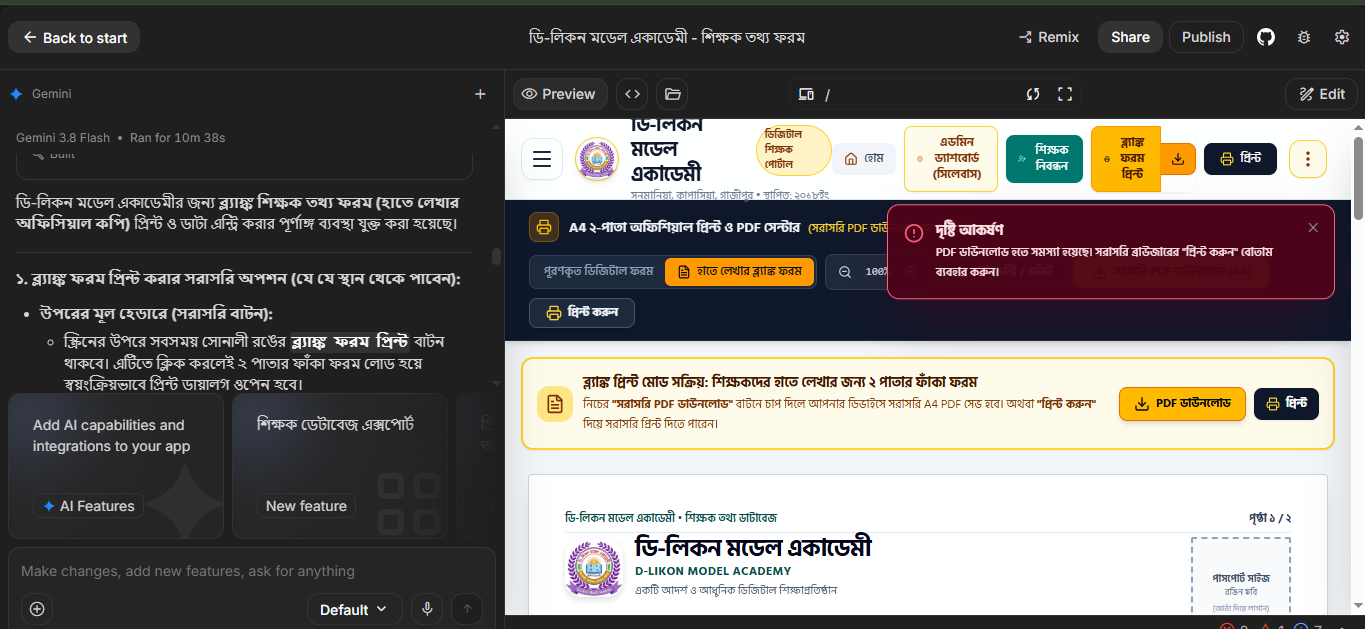 Back to start
ডি-লিকন মডেল একাডেমী - শিক্ষক তথ্য ফরম
Remix
Share
Publish
Gemini
Preview
/
Edit
Gemini 3.8 Flash • Ran for 10m 38s
Built
ডি-লিকন মডেল একাডেমীর জন্য ব্ল্যাঙ্ক শিক্ষক তথ্য ফরম (হাতে লেখার
অফিসিয়াল কপি) প্রিন্ট ও ডাটা এন্ট্রি করার পূর্ণাঙ্গ ব্যবস্থা যুক্ত করা হয়েছে।
১. ব্ল্যাঙ্ক ফরম প্রিন্ট করার সরাসরি অপশন (যে যে স্থান থেকে পাবেন):
• উপরের মূল হেডারে (সরাসরি বাটন):
স্ক্রিনের উপরে সবসময় সোনালী রঙের ব্ল্যাঙ্ক ফরম প্রিন্ট বাটন
থাকবে। এটিতে ক্লিক করলেই ২ পাতার ফাঁকা ফরম লোড হয়ে
স্বয়ংক্রিয়ভাবে প্রিন্ট ডায়ালগ ওপেন হবে।
Add AI capabilities and
integrations to your app
AI Features
শিক্ষক ডেটাবেজ এক্সপোর্ট
New feature
Make changes, add new features, ask for anything
Default
ডি-লিকন
মডেল
একাডেমী
সনমানিয়া, কাপাসিয়া, গাজীপুর • স্থাপিত: ২০১৮ইং
ডিজিটাল
শিক্ষক
পোর্টাল
হোম
এডমিন
ড্যাশবোর্ড
(সিলেবাস)
শিক্ষক
নিবন্ধন
ব্ল্যাংক
ফরম
প্রিন্ট
প্রিন্ট
A4 ২-পাতা অফিশিয়াল প্রিন্ট ও PDF সেন্টার (সরাসরি PDF ডাউ
পূরণকৃত ডিজিটাল ফরম
হাতে লেখার ব্ল্যাঙ্ক ফরম
প্রিন্ট করুন
দৃষ্টি আকর্ষণ
PDF ডাউনলোড হতে সমস্যা হয়েছে। সরাসরি ব্রাউজারের "প্রিন্ট করুন" বোতাম
ব্যবহার করুন।
ব্ল্যাঙ্ক প্রিন্ট মোড সক্রিয়: শিক্ষকদের হাতে লেখার জন্য ২ পাতার ফাঁকা ফরম
নিচের "সরাসরি PDF ডাউনলোড" বাটনে চাপ দিলে আপনার ডিভাইসে সরাসরি A4 PDF সেভ হবে। অথবা "প্রিন্ট করুন"
দিয়ে সরাসরি প্রিন্ট দিতে পারেন।
PDF ডাউনলোড
প্রিন্ট
ডি-লিকন মডেল একাডেমী • শিক্ষক তথ্য ডাটাবেজ
পৃষ্ঠা ১ / ২
ডি-লিকন মডেল একাডেমী
D-LIKON MODEL ACADEMY
একটি আদর্শ ও আধুনিক ডিজিটাল শিক্ষাপ্রতিষ্ঠান
পাসপোর্ট সাইজ
রঙিন ছবি
(আঠা দিয়ে লাগান)